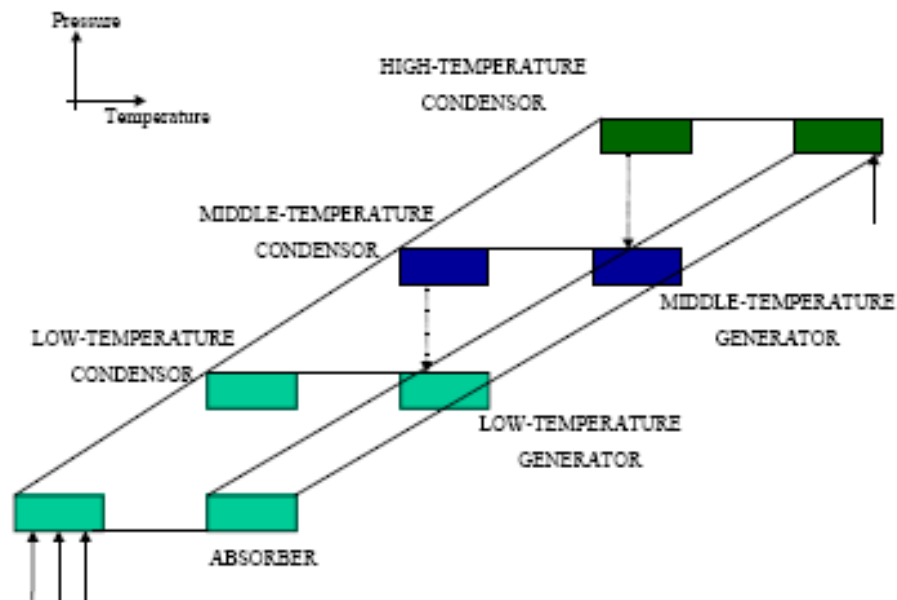 Pressure
Temperature
HIGH-TEMPERATURE
CONDENSOR
MIDDLE-TEMPERATURE
CONDENSOR
MIDDLE-TEMPERATURE
GENERATOR
LOW-TEMPERATURE
CONDENSOR
LOW-TEMPERATURE
GENERATOR
ABSORBER